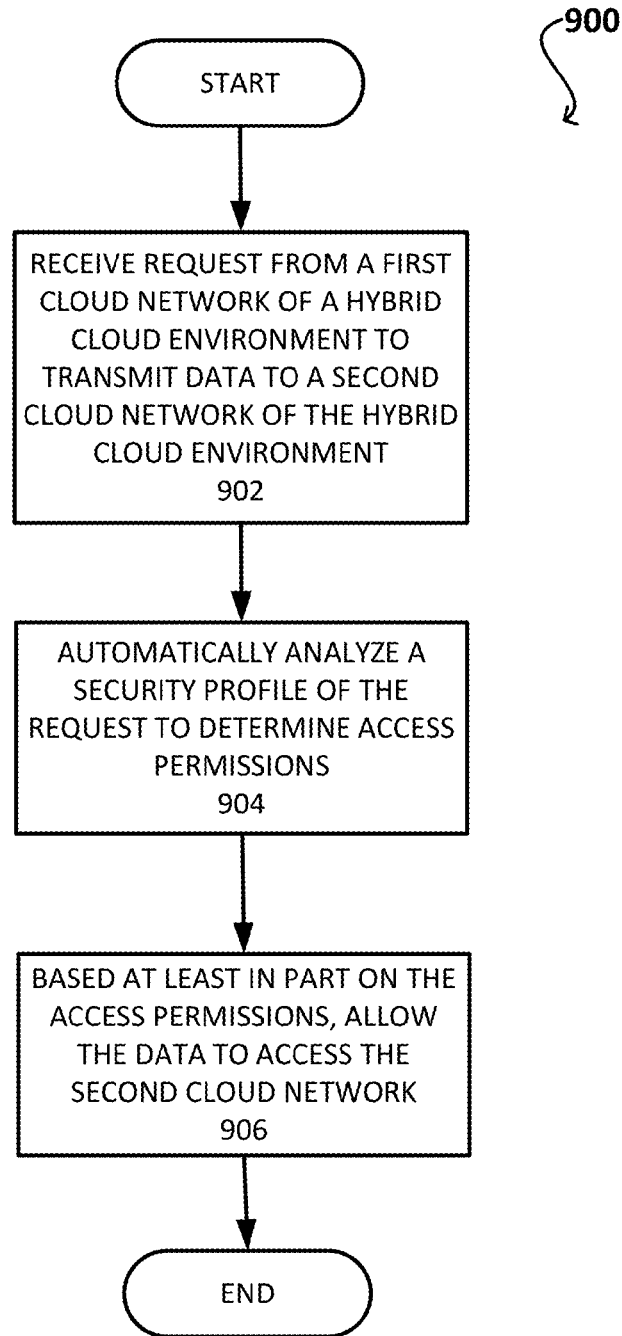 900
START
RECEIVE REQUEST FROM A FIRST
CLOUD NETWORK OF A HYBRID
CLOUD ENVIRONMENT TO
TRANSMIT DATA TO A SECOND
CLOUD NETWORK OF THE HYBRID
CLOUD ENVIRONMENT
902
AUTOMATICALLY ANALYZE A
SECURITY PROFILE OF THE
REQUEST TO DETERMINE ACCESS
PERMISSIONS
904
BASED AT LEAST IN PART ON THE
ACCESS PERMISSIONS, ALLOW
THE DATA TO ACCESS THE
SECOND CLOUD NETWORK
906
END